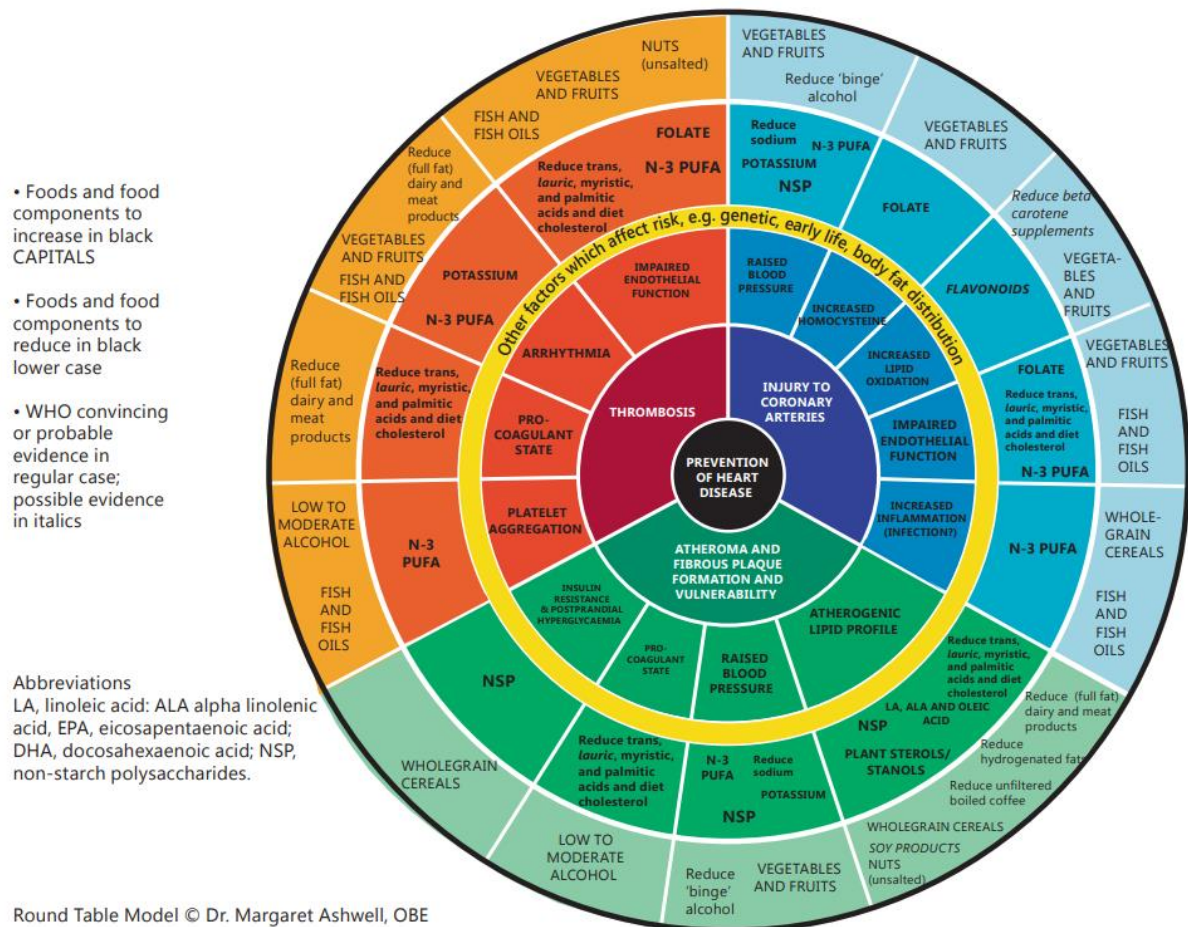 • Foods and food
components to
increase in black
CAPITALS
• Foods and food
components to
reduce in black
lower case
• WHO convincing
or probable
evidence in
regular case;
possible evidence
in italics
Abbreviations
LA, linoleic acid: ALA alpha linolenic
acid, EPA, eicosapentaenoic acid;
DHA, docosahexaenoic acid; NSP,
non-starch polysaccharides.
Round Table Model © Dr. Margaret Ashwell, OBE
PREVENTION
OF HEART
DISEASE
THROMBOSIS
INJURY TO
CORONARY
ARTERIES
ATHEROMA AND
FIBROUS PLAQUE
FORMATION AND
VULNERABILITY
Other factors which affect risk, e.g. genetic, early life, body fat distribution
RAISED
BLOOD
PRESSURE
INCREASED
HOMOCYSTEINE
INCREASED
LIPID
OXIDATION
IMPAIRED
ENDOTHELIAL
FUNCTION
INCREASED
INFLAMMATION
(INFECTION?)
ATHEROGENIC
LIPID PROFILE
RAISED
BLOOD
PRESSURE
PRO-
COAGULANT
STATE
INSULIN
RESISTANCE
& POSTPRANDIAL
HYPERGLYCAEMIA
PLATELET
AGGREGATION
PRO-
COAGULANT
STATE
ARRHYTHMIA
IMPAIRED
ENDOTHELIAL
FUNCTION
Reduce
sodium
N-3 PUFA
POTASSIUM
NSP
FOLATE
FLAVONOIDS
FOLATE
Reduce trans,
lauric, myristic,
and palmitic
acids and diet
cholesterol
N-3 PUFA
N-3 PUFA
Reduce trans,
lauric, myristic,
and palmitic
acids and diet
cholesterol
LA, ALA AND OLEIC
ACID
NSP
PLANT STEROLS/
STANOLS
N-3
PUFA
Reduce
sodium
POTASSIUM
NSP
Reduce trans,
lauric, myristic,
and palmitic
acids and diet
cholesterol
NSP
N-3
PUFA
Reduce trans,
lauric, myristic,
and palmitic
acids and diet
cholesterol
POTASSIUM
N-3 PUFA
FOLATE
N-3 PUFA
Reduce trans,
lauric, myristic,
and palmitic
acids and diet
cholesterol
VEGETABLES
AND FRUITS
Reduce 'binge'
alcohol
VEGETABLES
AND FRUITS
Reduce beta
carotene
supplements
VEGETA-
BLES
AND
FRUITS
VEGETABLES
AND FRUITS
FISH
AND
FISH
OILS
WHOLE-
GRAIN
CEREALS
FISH
AND
FISH
OILS
Reduce (full fat)
dairy and meat
products
Reduce
hydrogenated fats
Reduce unfiltered
boiled coffee
WHOLEGRAIN CEREALS
SOY PRODUCTS
NUTS
(unsalted)
VEGETABLES
AND FRUITS
Reduce
'binge'
alcohol
LOW TO
MODERATE
ALCOHOL
WHOLEGRAIN
CEREALS
LOW TO
MODERATE
ALCOHOL
FISH
AND
FISH
OILS
Reduce
(full fat)
dairy and
meat
products
Reduce
(full fat)
dairy and
meat
products
VEGETABLES
AND FRUITS
FISH AND
FISH OILS
NUTS
(unsalted)
VEGETABLES
AND FRUITS
FISH AND
FISH OILS